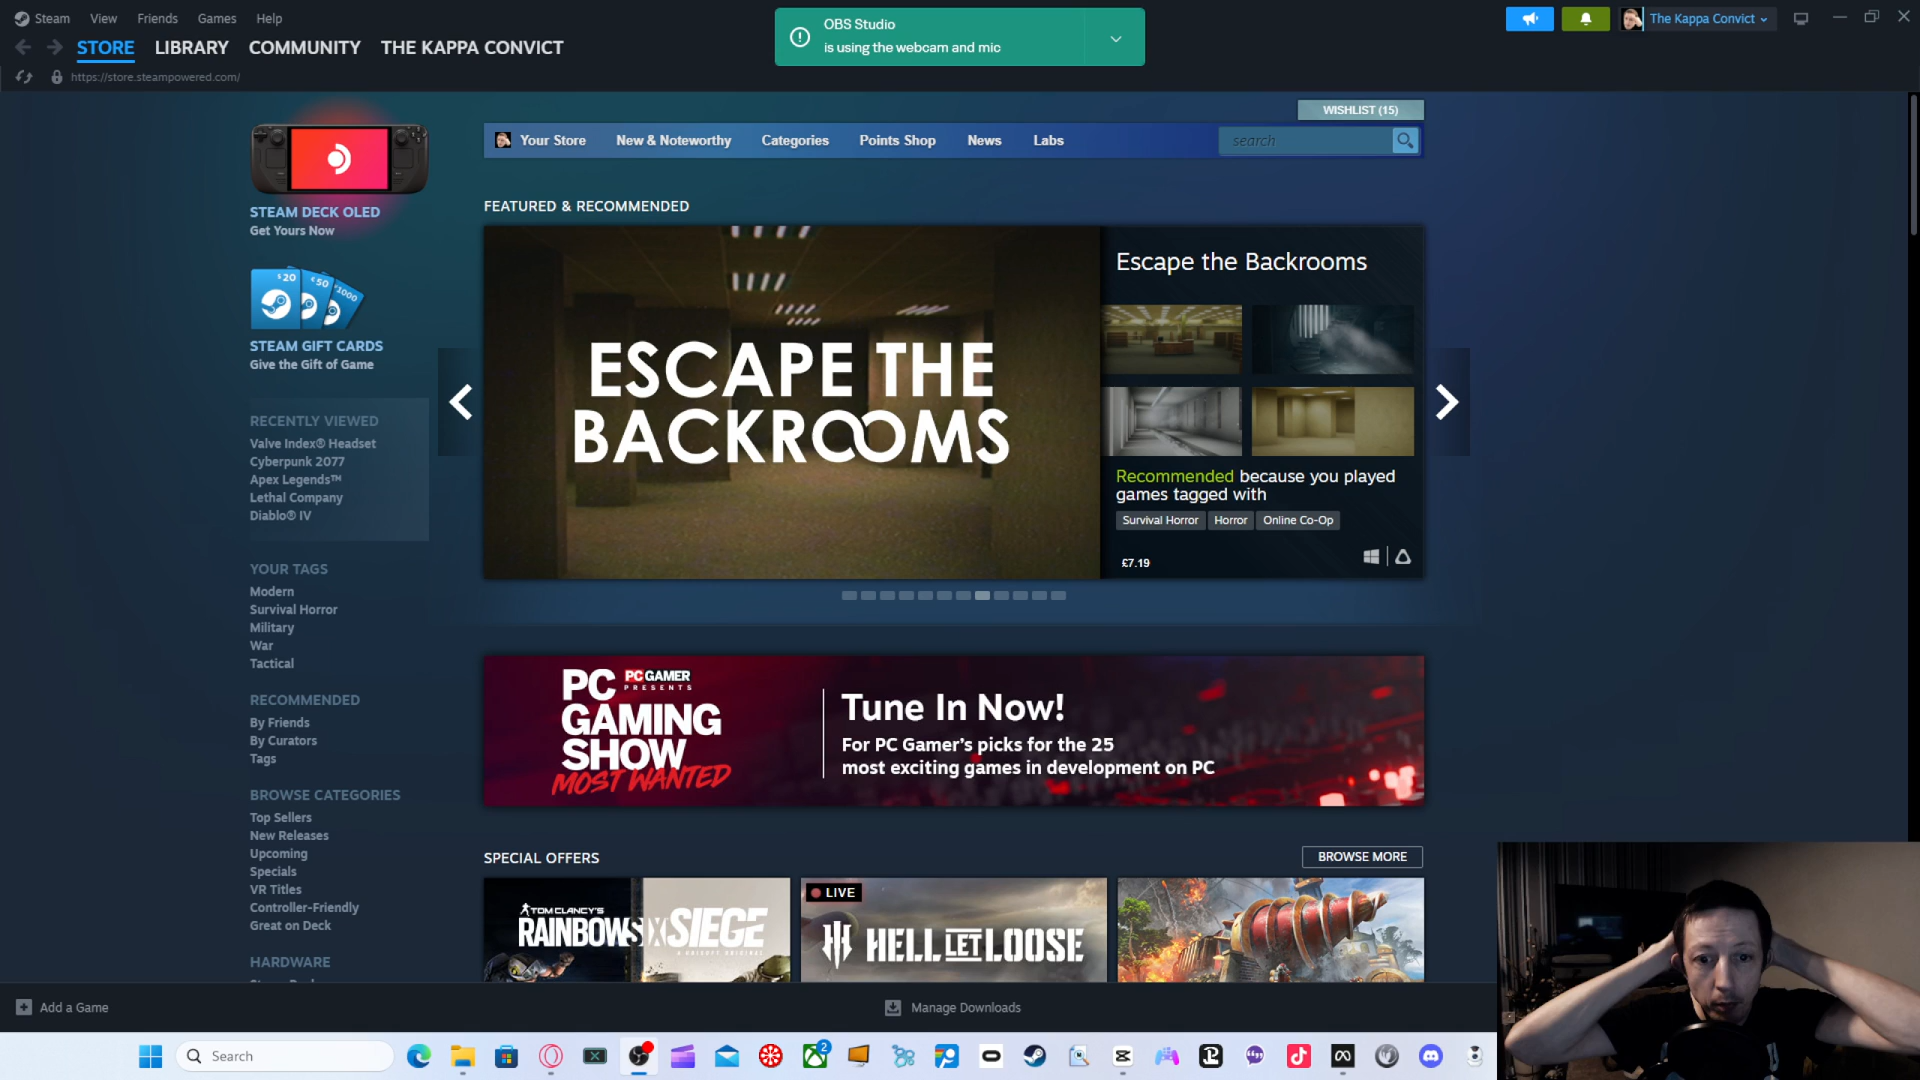 Steam View Friends Games Help
OBS Studio
is using the webcam and mic
The Kappa Convict
STORE LIBRARY COMMUNITY THE KAPPA CONVICT
https://store.steampowered.com/
WISHLIST (15)
Your Store New & Noteworthy Categories Points Shop News Labs search
STEAM DECK OLED
Get Yours Now
$20 €50 ¥1000
STEAM GIFT CARDS
Give the Gift of Game
RECENTLY VIEWED
Valve Index® Headset
Cyberpunk 2077
Apex Legends™
Lethal Company
Diablo® IV
YOUR TAGS
Modern
Survival Horror
Military
War
Tactical
RECOMMENDED
By Friends
By Curators
Tags
BROWSE CATEGORIES
Top Sellers
New Releases
Upcoming
Specials
VR Titles
Controller-Friendly
Great on Deck
HARDWARE
FEATURED & RECOMMENDED
ESCAPE THE
BACKROOMS
Escape the Backrooms
Recommended because you played
games tagged with
Survival Horror Horror Online Co-Op
£7.19
PC GAMER
PRESENTS
PC
GAMING
SHOW
MOST WANTED
Tune In Now!
For PC Gamer's picks for the 25
most exciting games in development on PC
SPECIAL OFFERS
BROWSE MORE
TOM CLANCY'S
RAINBOW SIX SIEGE
LIVE
HELL LET LOOSE
Add a Game
Manage Downloads
Search
2